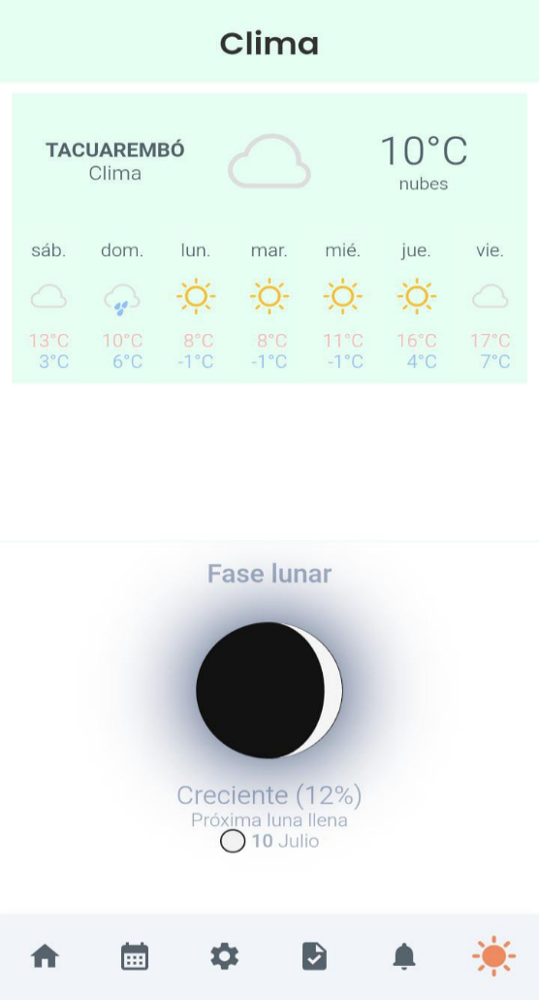 Clima
TACUAREMBÓ
Clima
10°C
nubes
sáb. dom. lun. mar. mié. jue. vie.
13°C 10°C 8°C 8°C 11°C 16°C 17°C
3°C 6°C -1°C -1°C -1°C 4°C 7°C
Fase lunar
Creciente (12%)
Próxima luna llena
10 Julio